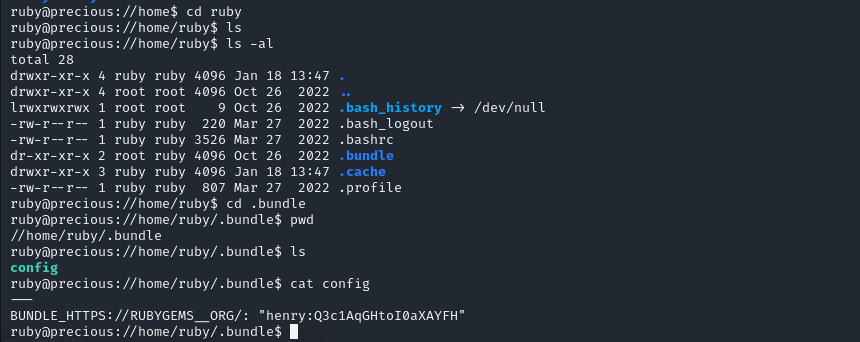 ruby@precious://home$ cd ruby
ruby@precious://home/ruby$ ls
ruby@precious://home/ruby$ ls -al
total 28
drwxr-xr-x 4 ruby ruby 4096 Jan 18 13:47 .
drwxr-xr-x 4 root root 4096 Oct 26  2022 ..
lrwxrwxrwx 1 root root    9 Oct 26  2022 .bash_history -> /dev/null
-rw-r--r-- 1 ruby ruby  220 Mar 27  2022 .bash_logout
-rw-r--r-- 1 ruby ruby 3526 Mar 27  2022 .bashrc
dr-xr-xr-x 2 root ruby 4096 Oct 26  2022 .bundle
drwxr-xr-x 3 ruby ruby 4096 Jan 18 13:47 .cache
-rw-r--r-- 1 ruby ruby  807 Mar 27  2022 .profile
ruby@precious://home/ruby$ cd .bundle
ruby@precious://home/ruby/.bundle$ pwd
//home/ruby/.bundle
ruby@precious://home/ruby/.bundle$ ls
config
ruby@precious://home/ruby/.bundle$ cat config
---
BUNDLE_HTTPS://RUBYGEMS__ORG/: "henry:Q3c1AqGHtoI0aXAYFH"
ruby@precious://home/ruby/.bundle$